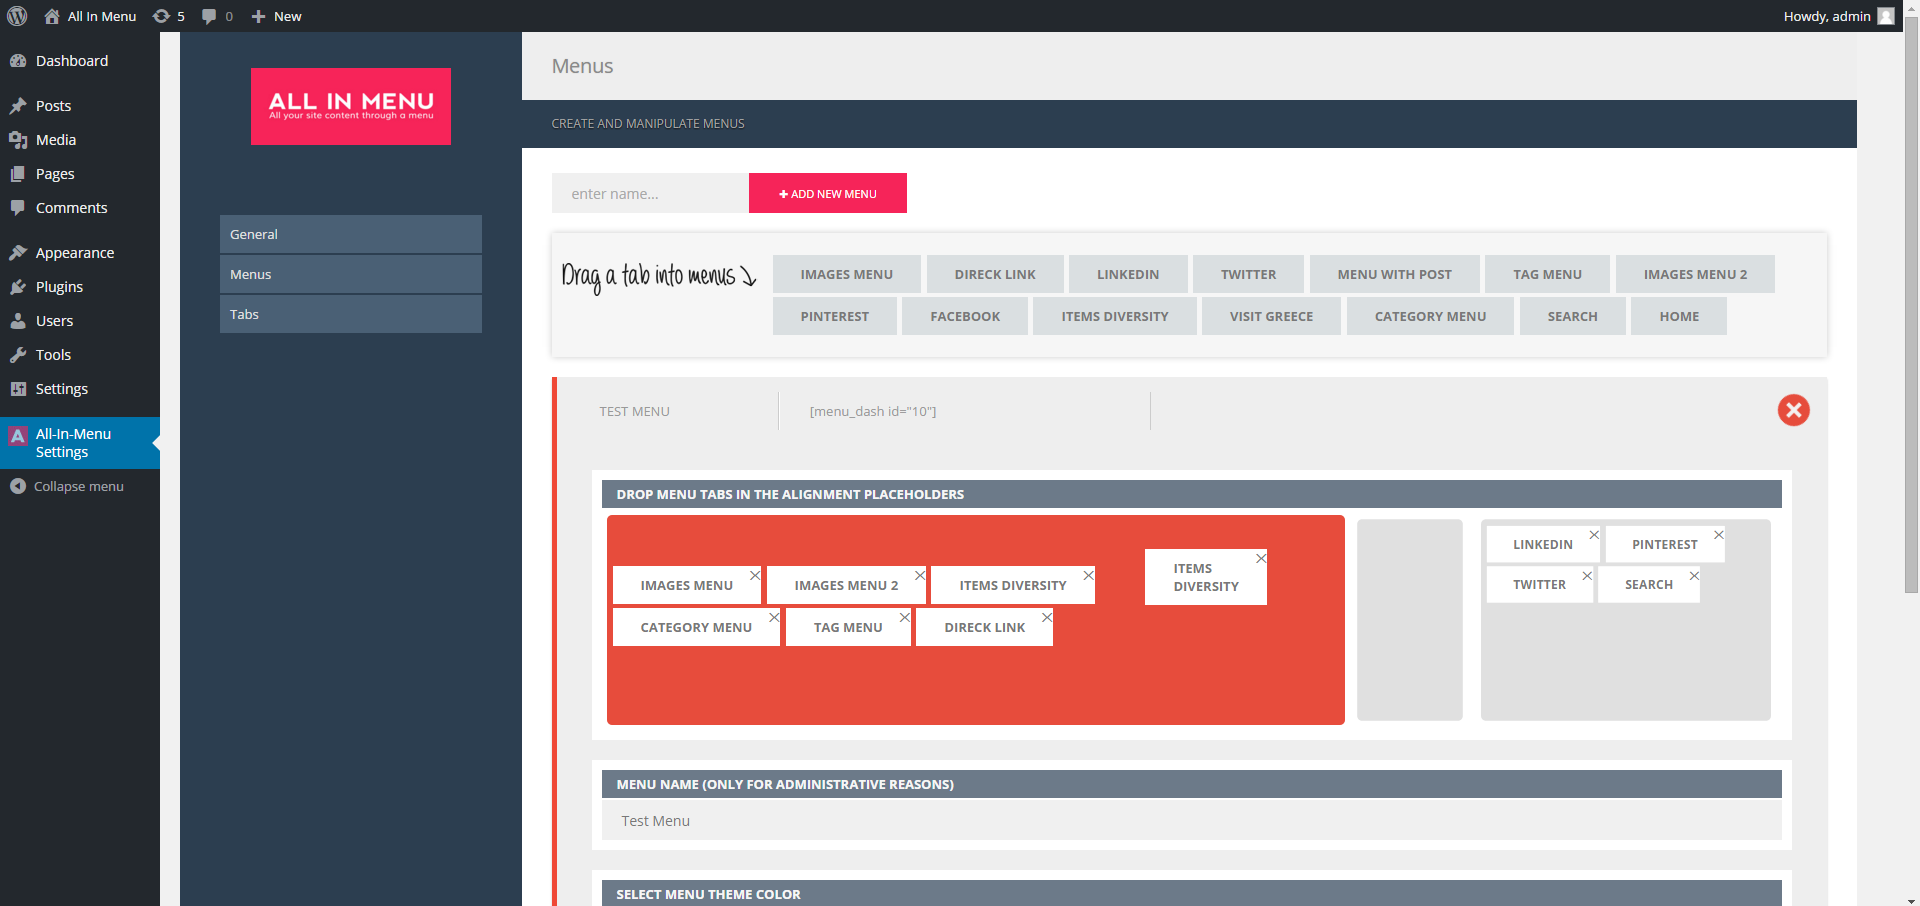 All In Menu
5
0
New
Howdy, admin
Dashboard
Posts
Media
Pages
Comments
Appearance
Plugins
Users
Tools
Settings
A
All-In-Menu
Settings
Collapse menu
ALL IN MENU
All your site content through a menu
General
Menus
Tabs
Menus
CREATE AND MANIPULATE MENUS
enter name...
+ ADD NEW MENU
Drag a tab into menus
IMAGES MENU
DIRECK LINK
LINKEDIN
TWITTER
MENU WITH POST
TAG MENU
IMAGES MENU 2
PINTEREST
FACEBOOK
ITEMS DIVERSITY
VISIT GREECE
CATEGORY MENU
SEARCH
HOME
TEST MENU
[menu_dash id="10"]
DROP MENU TABS IN THE ALIGNMENT PLACEHOLDERS
IMAGES MENU
IMAGES MENU 2
ITEMS DIVERSITY
CATEGORY MENU
TAG MENU
DIRECK LINK
ITEMS
DIVERSITY
LINKEDIN
PINTEREST
TWITTER
SEARCH
MENU NAME (ONLY FOR ADMINISTRATIVE REASONS)
Test Menu
SELECT MENU THEME COLOR